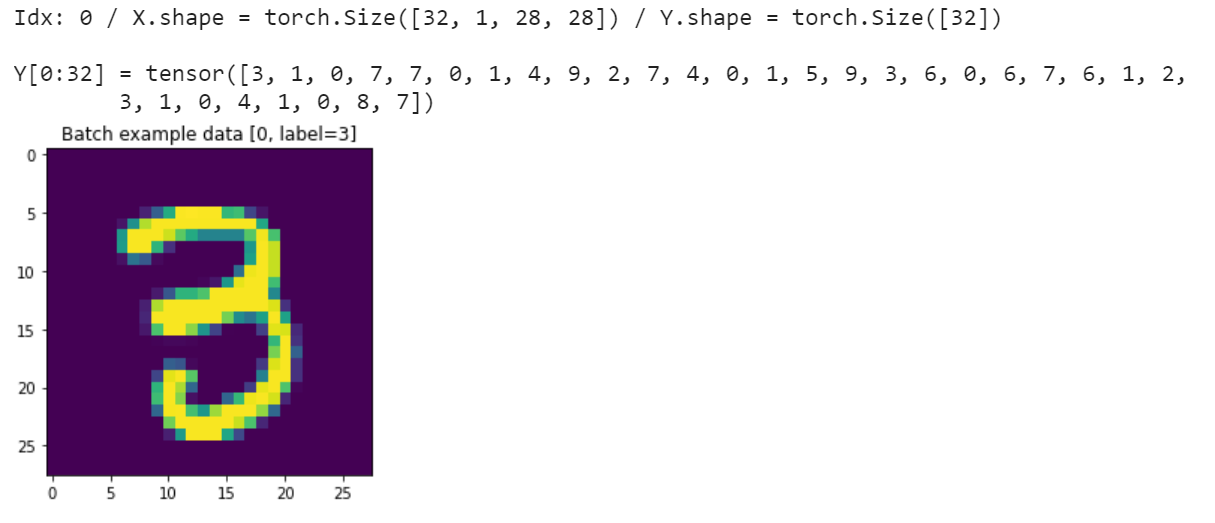 Idx: 0 / X.shape = torch.Size([32, 1, 28, 28]) / Y.shape = torch.Size([32])
Y[0:32] = tensor([3, 1, 0, 7, 7, 0, 1, 4, 9, 2, 7, 4, 0, 1, 5, 9, 3, 6, 0, 6, 7, 6, 1, 2,
3, 1, 0, 4, 1, 0, 8, 7])
Batch example data [0, label=3]
0
5
10
15
20
25
3
0 5 10 15 20 25